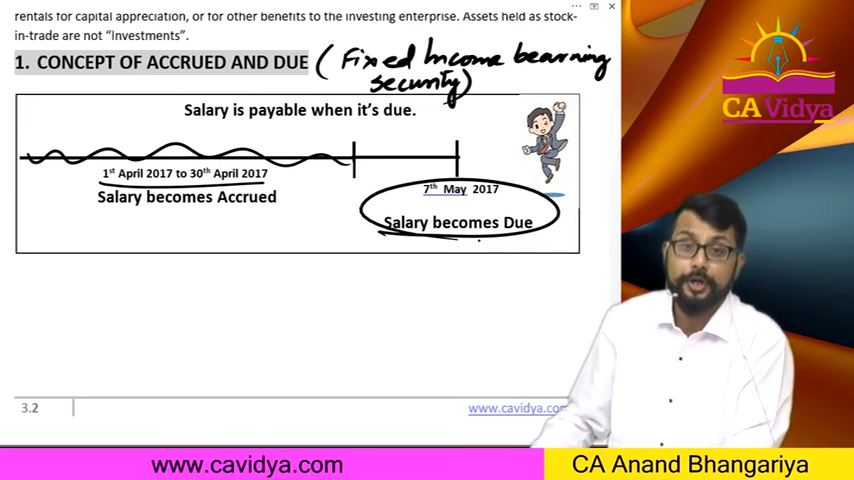 rentals for capital appreciation, or for other benefits to the investing enterprise. Assets held as stock-
in-trade are not “Investments”.
1. CONCEPT OF ACCRUED AND DUE (Fixed Income bearning
security)
Salary is payable when it’s due.
1st April 2017 to 30th April 2017
Salary becomes Accrued
7th May 2017
Salary becomes Due
3.2
www.cavidya.com
CA Vidya
www.cavidya.com
CA Anand Bhangariya